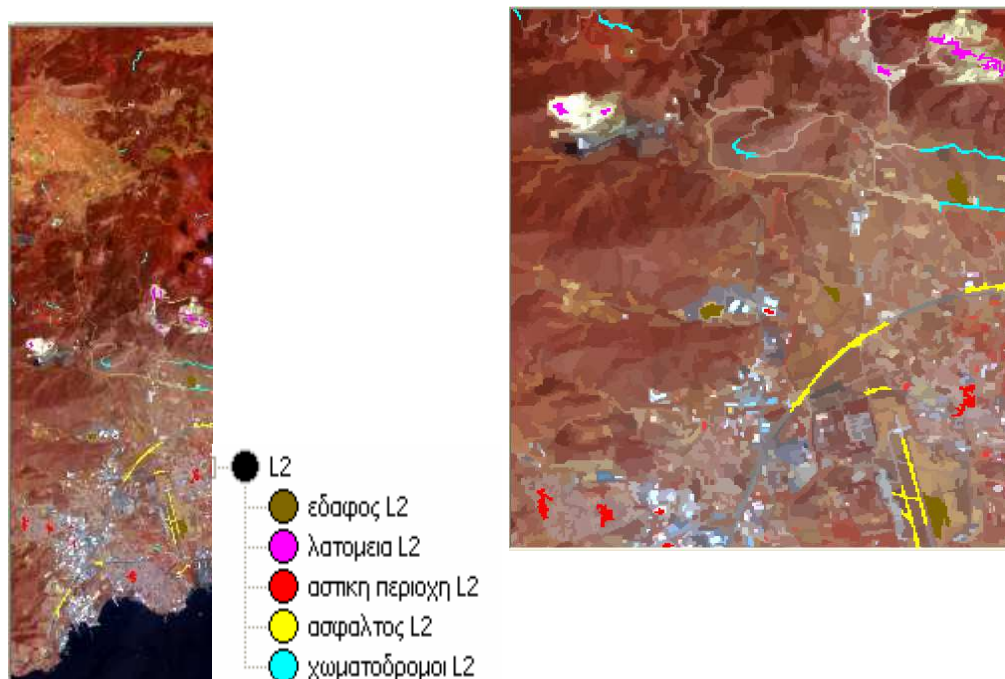 L2
εδαφος L2
λατομεια L2
αστικη περιοχη L2
ασφαλτος L2
χωματοδρομοι L2